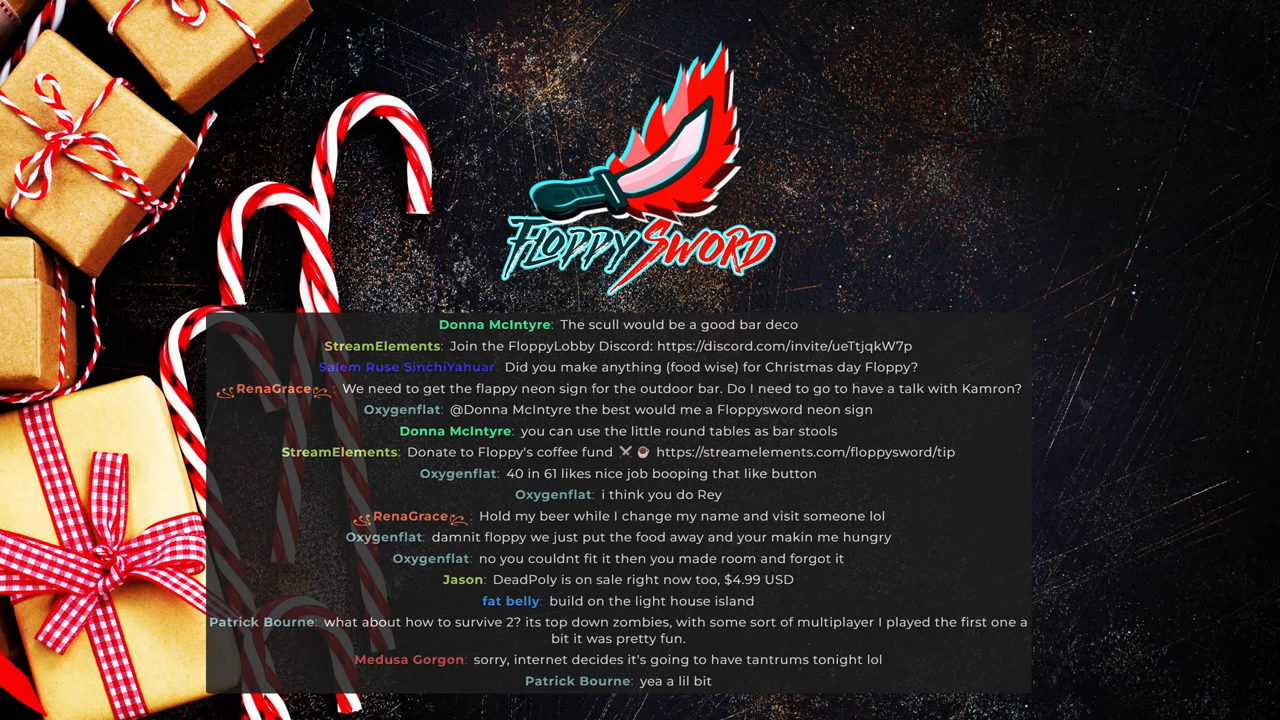 FLOPPYSWORD
Donna McIntyre: The scull would be a good bar deco
StreamElements: Join the FloppyLobby Discord: https://discord.com/invite/ueTtjqkW7p
Salem Ruse SinchiYahuar: Did you make anything (food wise) for Christmas day Floppy?
RenaGrace: We need to get the flappy neon sign for the outdoor bar. Do I need to go to have a talk with Kamron?
Oxygenflat: @Donna McIntyre the best would me a Floppysword neon sign
Donna McIntyre: you can use the little round tables as bar stools
StreamElements: Donate to Floppy's coffee fund ⚔️ ☕ https://streamelements.com/floppysword/tip
Oxygenflat: 40 in 61 likes nice job booping that like button
Oxygenflat: i think you do Rey
RenaGrace: Hold my beer while I change my name and visit someone lol
Oxygenflat: damnit floppy we just put the food away and your makin me hungry
Oxygenflat: no you couldnt fit it then you made room and forgot it
Jason: DeadPoly is on sale right now too, $4.99 USD
fat belly: build on the light house island
Patrick Bourne: what about how to survive 2? its top down zombies, with some sort of multiplayer I played the first one a
bit it was pretty fun.
Medusa Gorgon: sorry, internet decides it's going to have tantrums tonight lol
Patrick Bourne: yea a lil bit